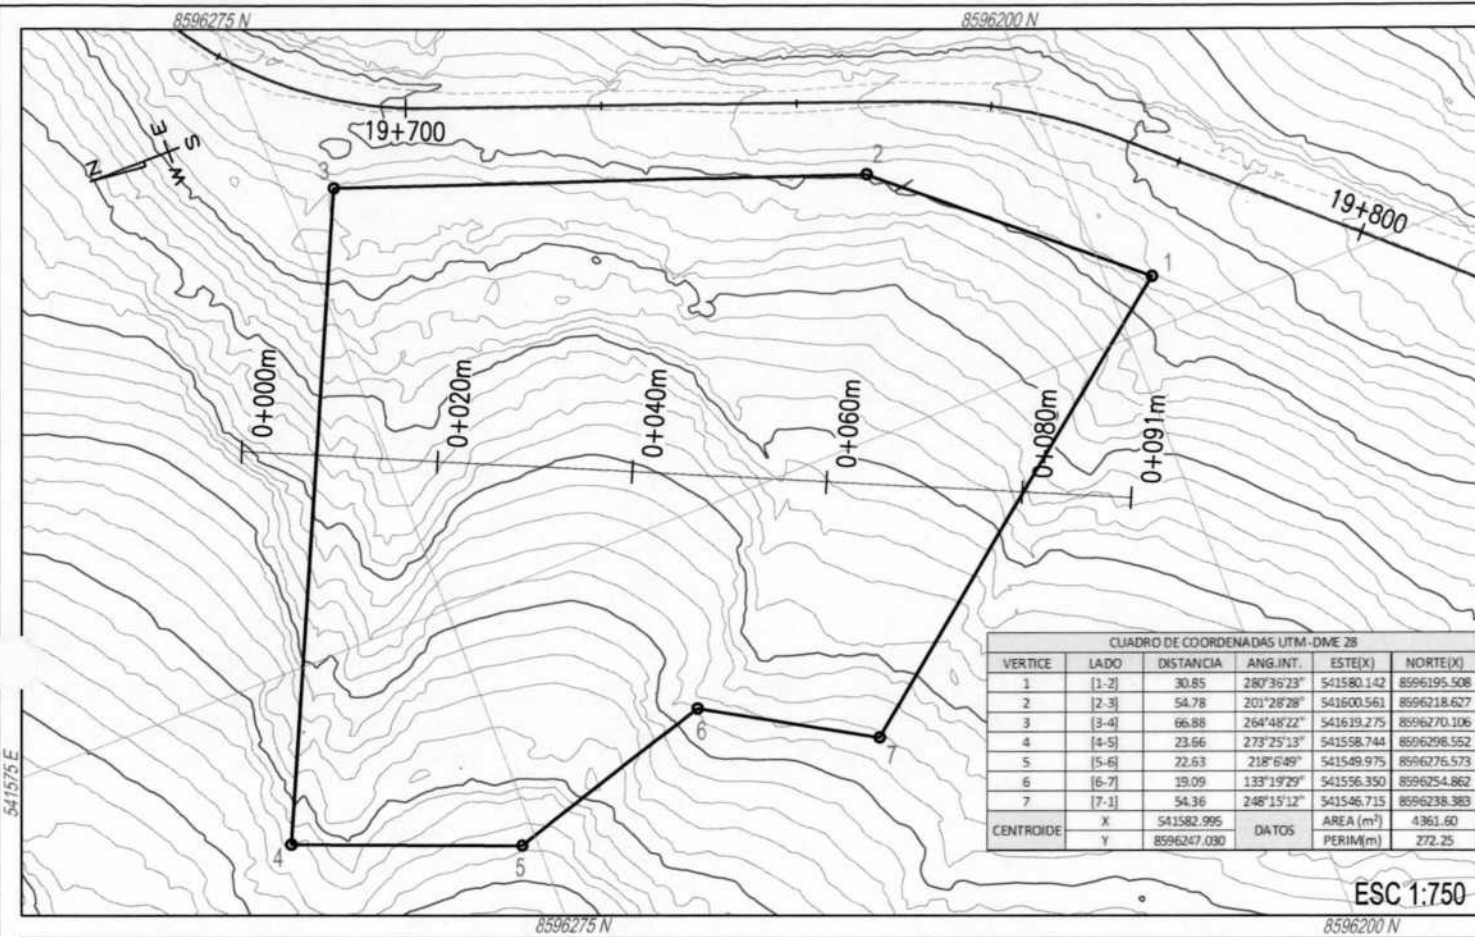 8596275 N
8596200 N
N
E
S
W
19+700
19+800
3
2
1
0+000m
0+020m
0+040m
0+060m
0+080m
0+091m
6
7
4
5
541575 E
CUADRO DE COORDENADAS UTM-DME 28
VERTICE LADO DISTANCIA ANG.INT. ESTE(X) NORTE(X)
1 [1-2] 30.85 280°36'23" 541580.142 8596195.508
2 [2-3] 54.78 201°28'28" 541600.561 8596218.627
3 [3-4] 66.88 264°48'22" 541619.275 8596270.106
4 [4-5] 23.66 273°25'13" 541558.744 8596298.552
5 [5-6] 22.63 218°6'49" 541549.975 8596276.573
6 [6-7] 19.09 133°19'29" 541556.350 8596254.862
7 [7-1] 54.36 248°15'12" 541546.715 8596238.383
CENTROIDE X 541582.995 DATOS AREA (m²) 4361.60
Y 8596247.030 PERIM(m) 272.25
ESC 1:750
8596275 N
8596200 N